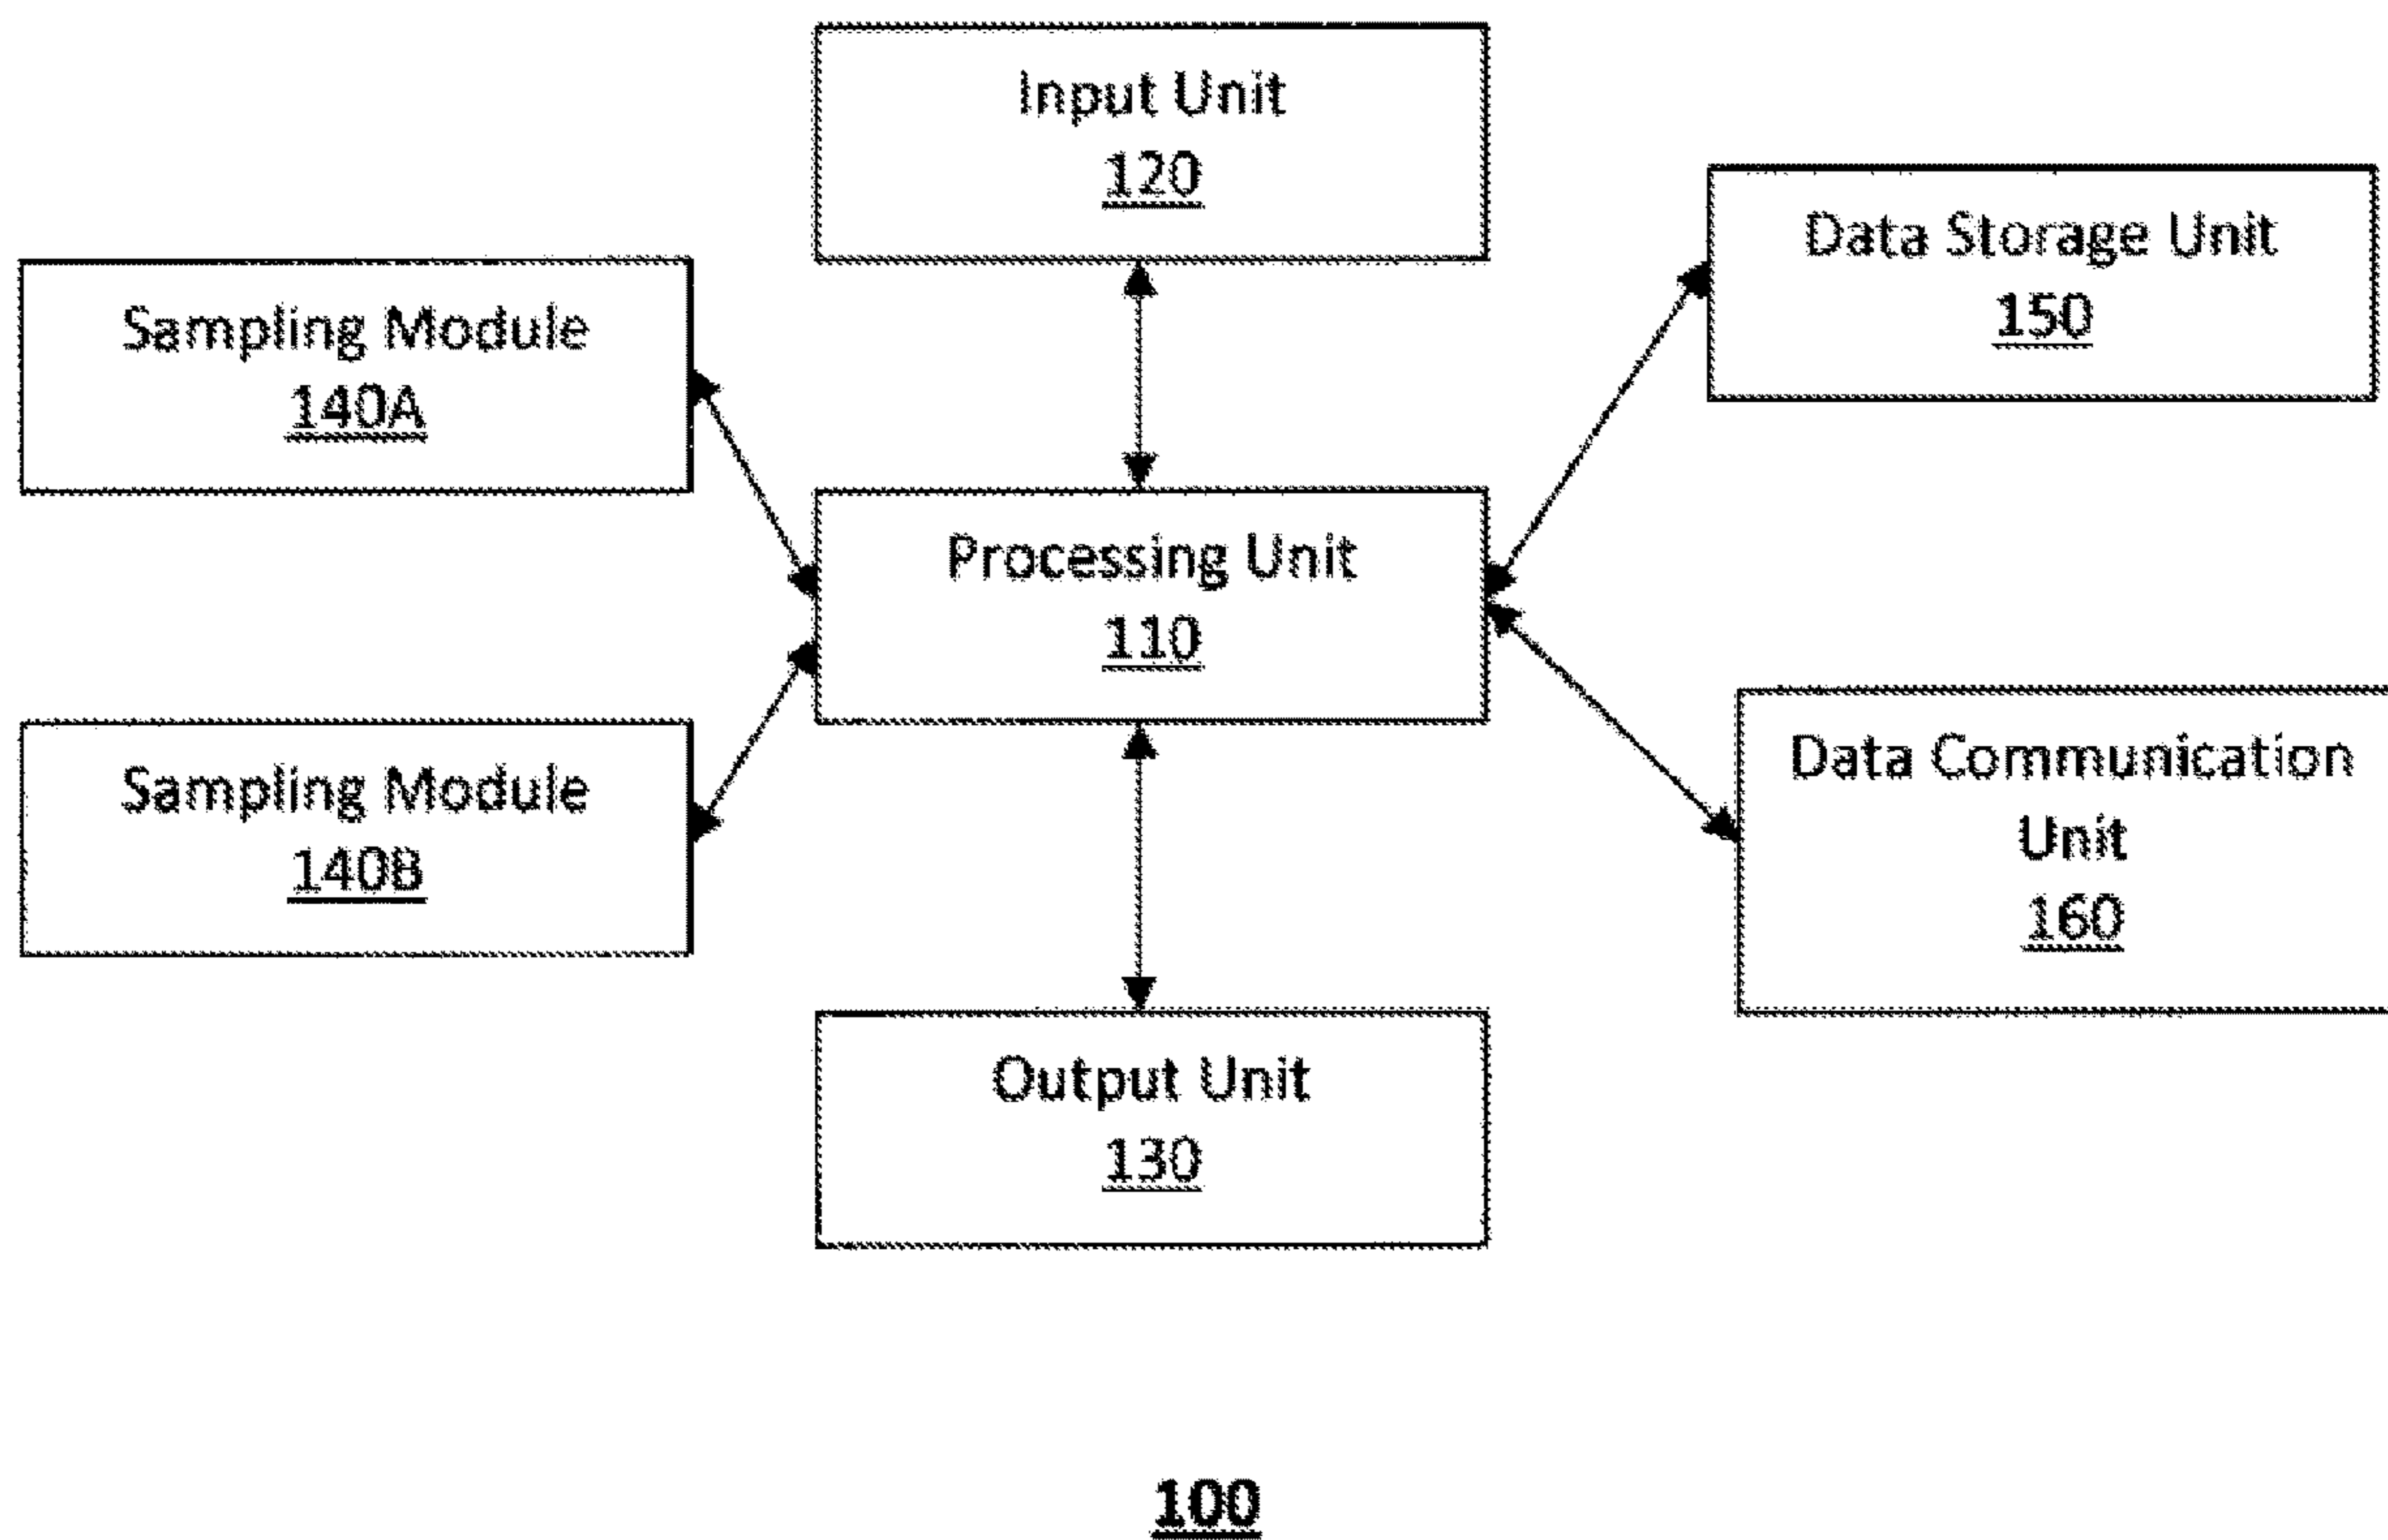 Input Unit
120
Data Storage Unit
150
Sampling Module
140A
Processing Unit
110
Sampling Module
140B
Data Communication
Unit
160
Output Unit
130
100